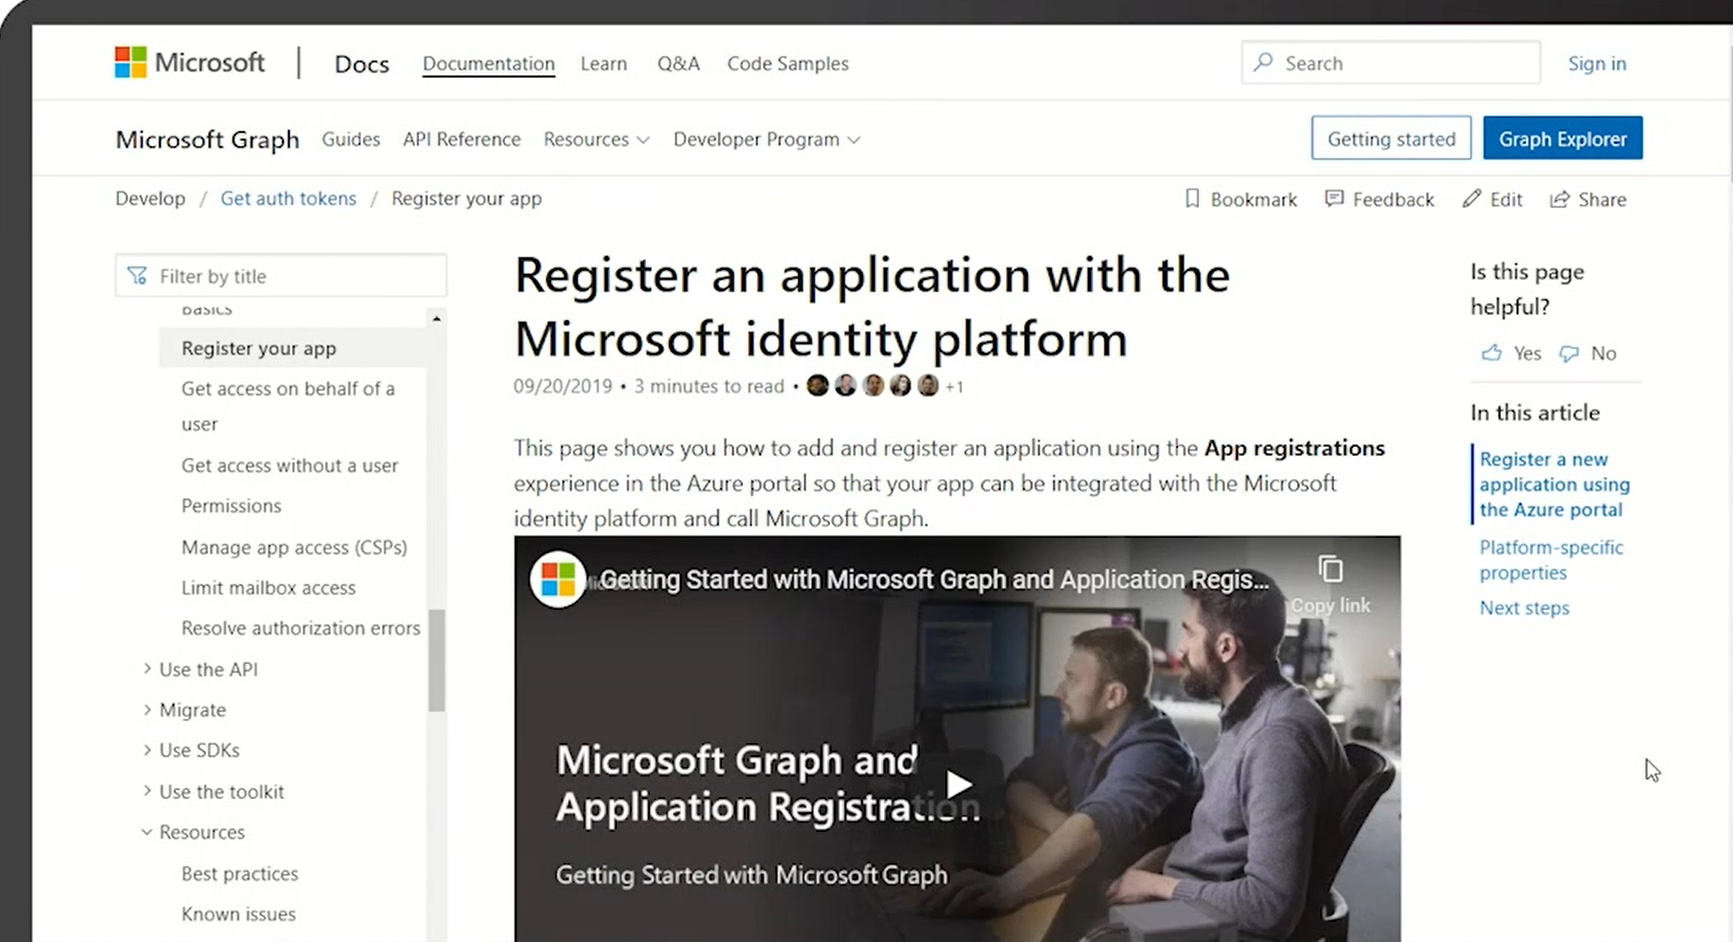 Microsoft | Docs Documentation Learn Q&A Code Samples Search Sign in
Microsoft Graph Guides API Reference Resources Developer Program Getting started Graph Explorer
Develop / Get auth tokens / Register your app Bookmark Feedback Edit Share
Filter by title
Basics
Register your app
Get access on behalf of a
user
Get access without a user
Permissions
Manage app access (CSPs)
Limit mailbox access
Resolve authorization errors
Use the API
Migrate
Use SDKs
Use the toolkit
Resources
Best practices
Known issues
Register an application with the
Microsoft identity platform
09/20/2019 • 3 minutes to read • +1
This page shows you how to add and register an application using the App registrations
experience in the Azure portal so that your app can be integrated with the Microsoft
identity platform and call Microsoft Graph.
Getting Started with Microsoft Graph and Application Regis...
Copy link
Microsoft Graph and
Application Registration
Getting Started with Microsoft Graph
Is this page
helpful?
Yes No
In this article
Register a new
application using
the Azure portal
Platform-specific
properties
Next steps